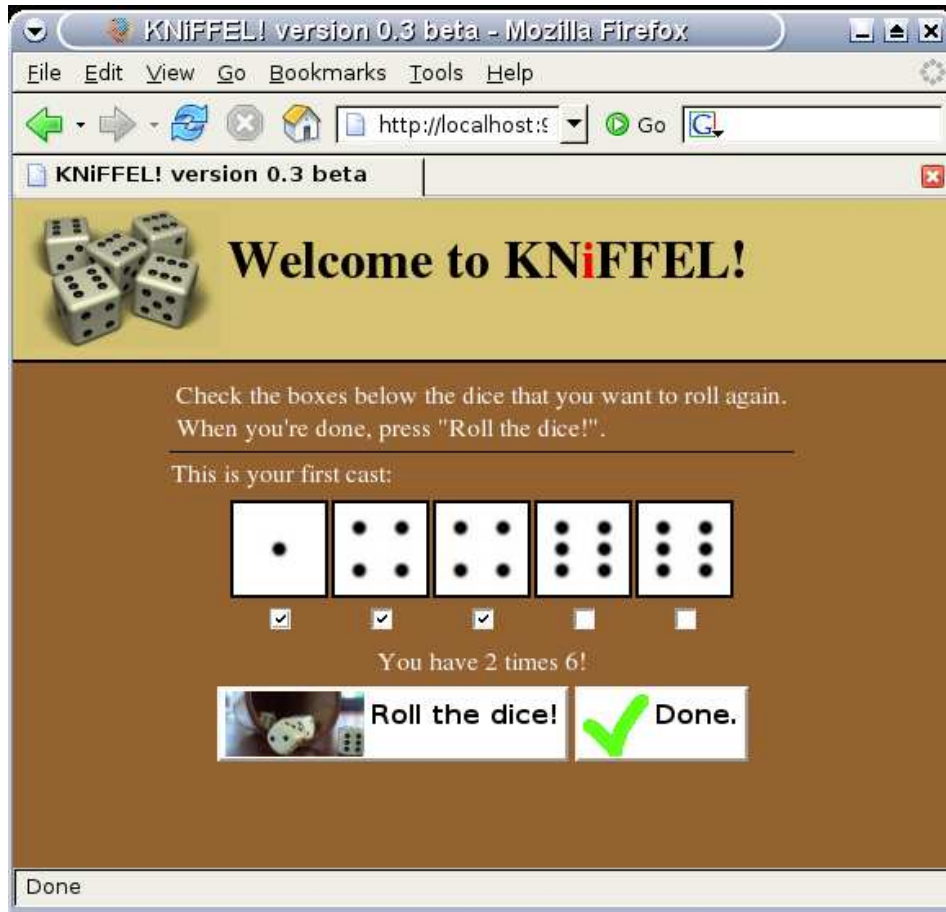 KNiFFEL! version 0.3 beta - Mozilla Firefox
File Edit View Go Bookmarks Tools Help
http://localhost:9 Go G
KNiFFEL! version 0.3 beta
Welcome to KNiFFEL!
Check the boxes below the dice that you want to roll again.
When you're done, press "Roll the dice!".
This is your first cast:
You have 2 times 6!
Roll the dice! Done.
Done